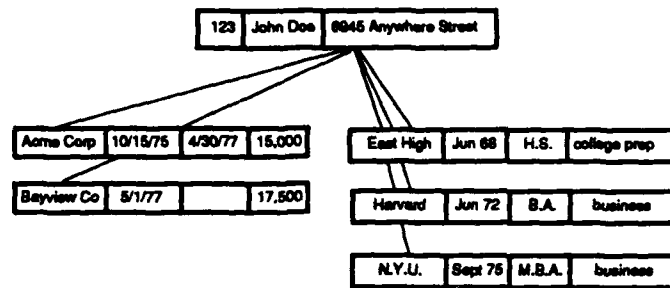 123 John Doe 6945 Anywhere Street
Acme Corp 10/15/75 4/30/77 15,000
Bayview Co 5/1/77 17,500
East High Jun 68 H.S. college prep
Harvard Jun 72 B.A. business
N.Y.U. Sept 75 M.B.A. business